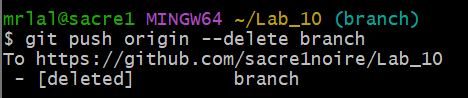 mrlal@sacre1 MINGW64 ~/Lab_10 (branch)
$ git push origin --delete branch
To https://github.com/sacre1noire/Lab_10
 - [deleted]         branch